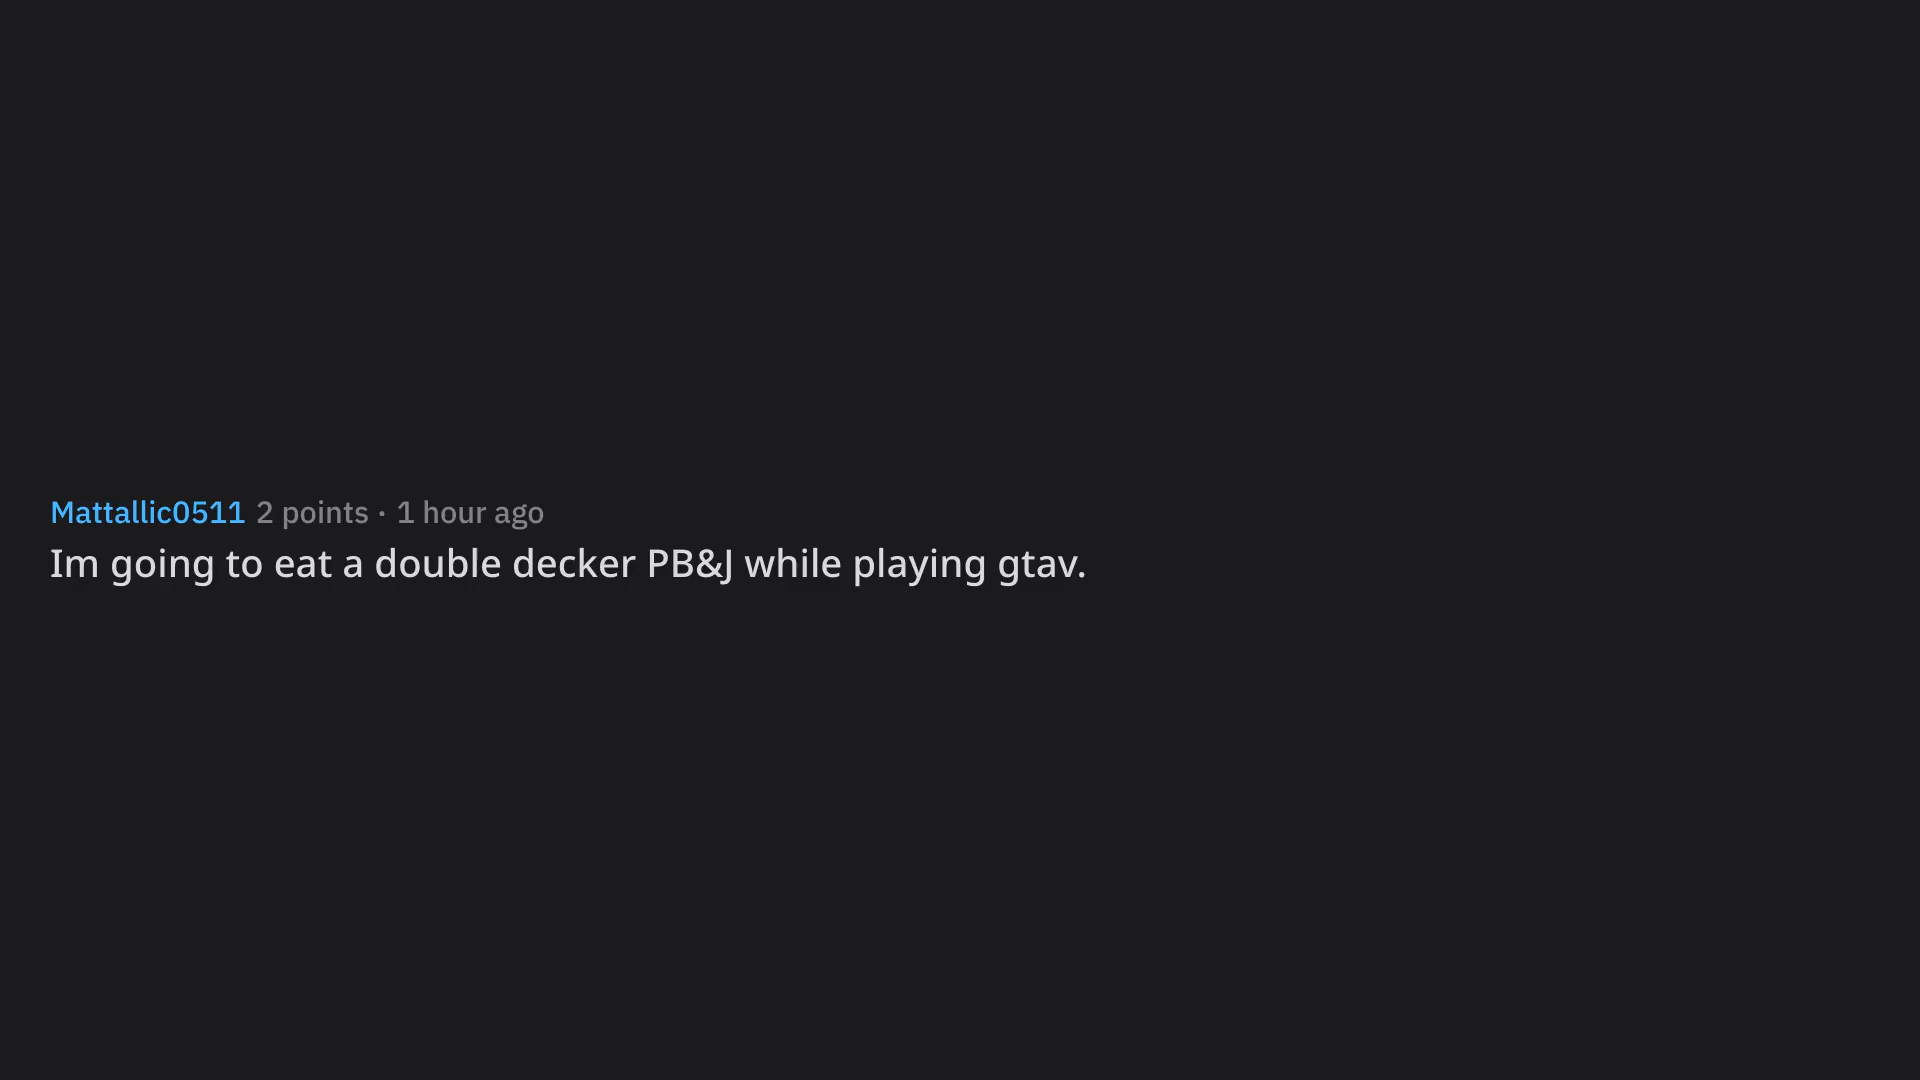 Mattallic0511 2 points · 1 hour ago
Im going to eat a double decker PB&J while playing gtav.